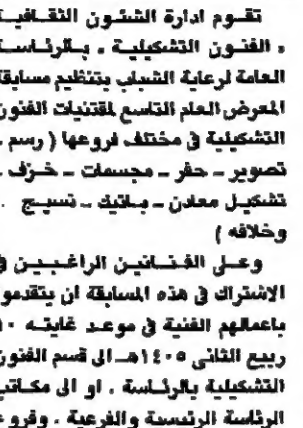 تقوم ادارة الشئون الثقافية
« الفنون التشكيلية » بالرئاسة
العامة لرعاية الشباب بتنظيم مسابقة
المعرض العام التاسع لمقتنيات الفنون
التشكيلية في مختلف فروعها ( رسم ـ
تصوير ـ حفر ـ مجسمات ـ خزف ـ
تشكيل معادن ـ باتيك ـ نسيج ..
وخلافه )
وعلى الفنانين الراغبين في
الاشتراك في هذه المسابقة ان يتقدمو
باعمالهم الفنية في موعد غايته ١٠
ربيع الثانى ١٤٠٥هـ الى قسم الفنون
التشكيلية بالرئاسة ، او الى مكاتب
الرئاسة الرئيسية والفرعية ، وفروع